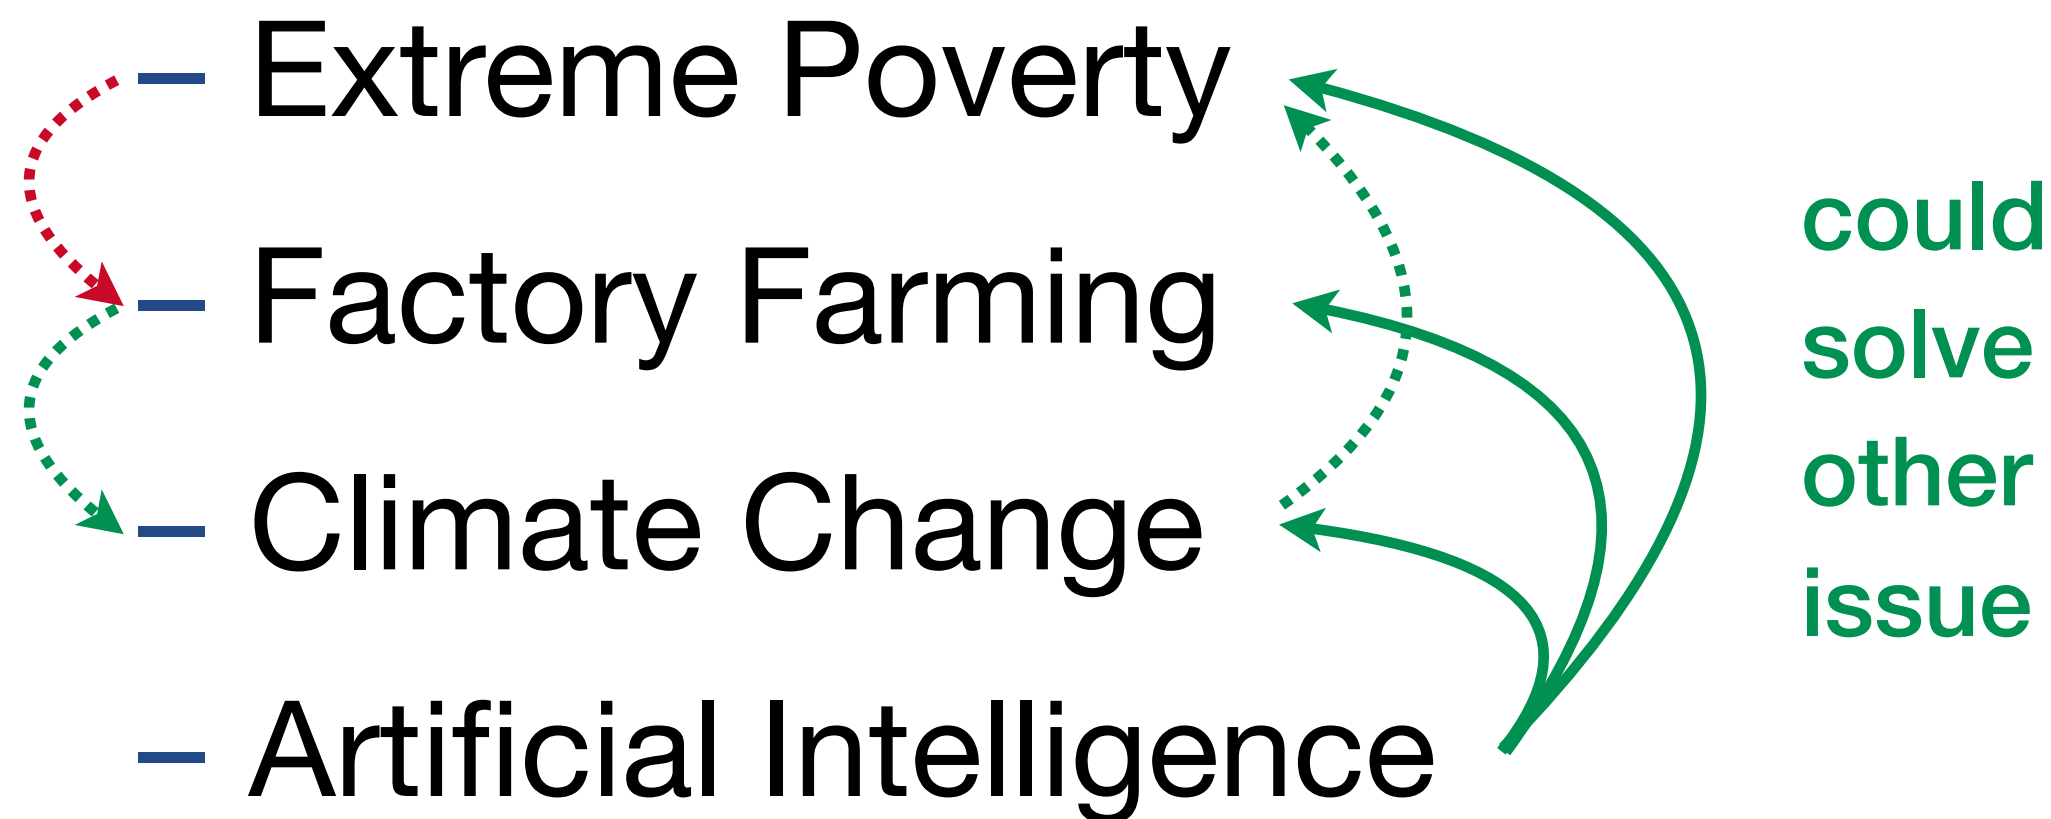 – Extreme Poverty
– Factory Farming
– Climate Change
– Artificial Intelligence
could
solve
other
issue